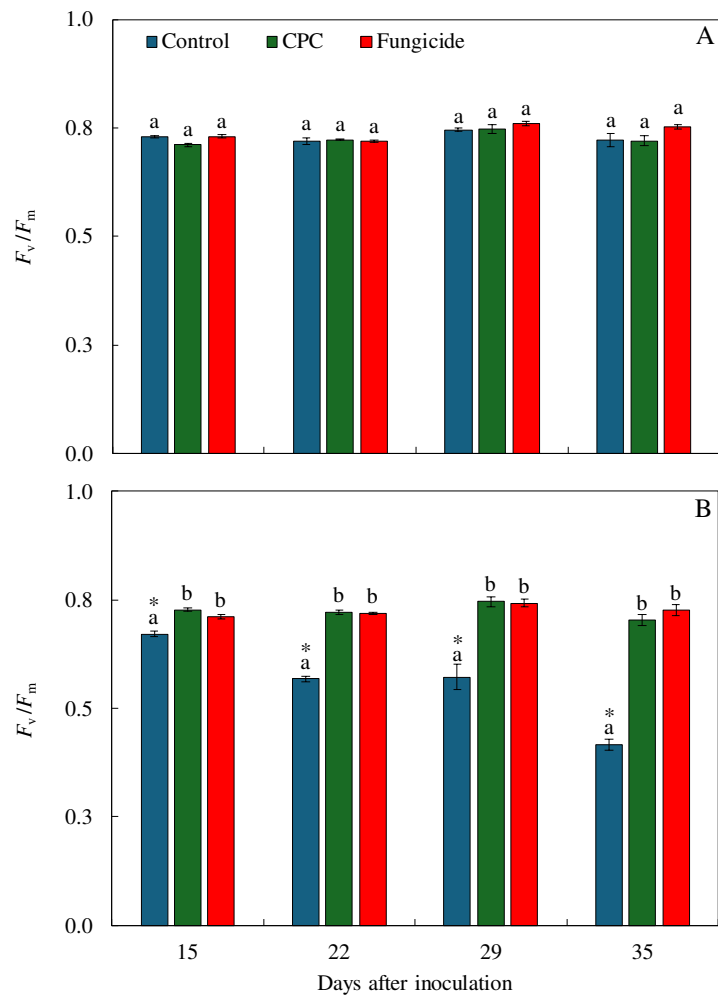 1.0
A
Control CPC Fungicide
a a a a a a a a a a a a
0.8
0.5
Fv/Fm
0.3
0.0
1.0
B
* a b b * a b b * a b b * a b b
0.8
0.5
Fv/Fm
0.3
0.0
15 22 29 35
Days after inoculation